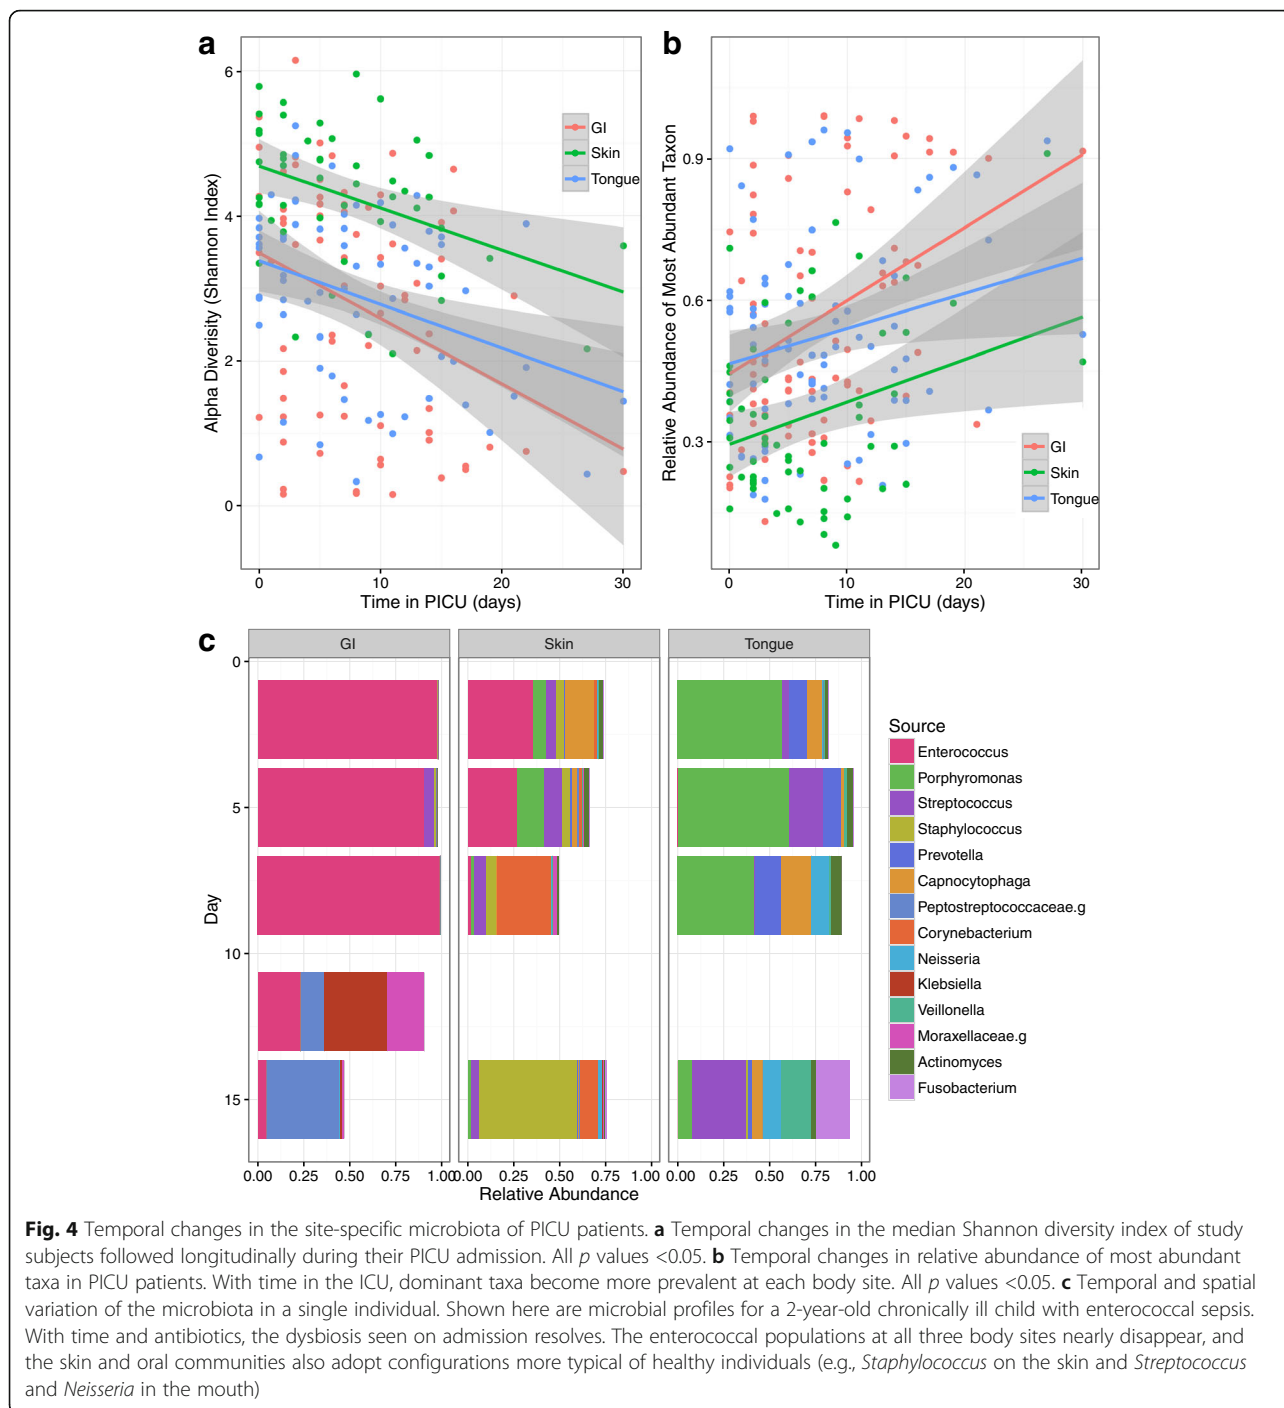 a
Alpha Diverisity (Shannon Index)
6
4
2
0
GI
Skin
Tongue
0 10 20 30
Time in PICU (days)
b
Relative Abundance of Most Abundant Taxon
0.9
0.6
0.3
GI
Skin
Tongue
0 10 20 30
Time in PICU (days)
c
GI Skin Tongue
Day
0
5
10
15
0.00 0.25 0.50 0.75 1.00 0.00 0.25 0.50 0.75 1.00 0.00 0.25 0.50 0.75 1.00
Relative Abundance
Source
Enterococcus
Porphyromonas
Streptococcus
Staphylococcus
Prevotella
Capnocytophaga
Peptostreptococcaceae.g
Corynebacterium
Neisseria
Klebsiella
Veillonella
Moraxellaceae.g
Actinomyces
Fusobacterium
Fig. 4 Temporal changes in the site-specific microbiota of PICU patients. a Temporal changes in the median Shannon diversity index of study
subjects followed longitudinally during their PICU admission. All p values <0.05. b Temporal changes in relative abundance of most abundant
taxa in PICU patients. With time in the ICU, dominant taxa become more prevalent at each body site. All p values <0.05. c Temporal and spatial
variation of the microbiota in a single individual. Shown here are microbial profiles for a 2-year-old chronically ill child with enterococcal sepsis.
With time and antibiotics, the dysbiosis seen on admission resolves. The enterococcal populations at all three body sites nearly disappear, and
the skin and oral communities also adopt configurations more typical of healthy individuals (e.g., Staphylococcus on the skin and Streptococcus
and Neisseria in the mouth)